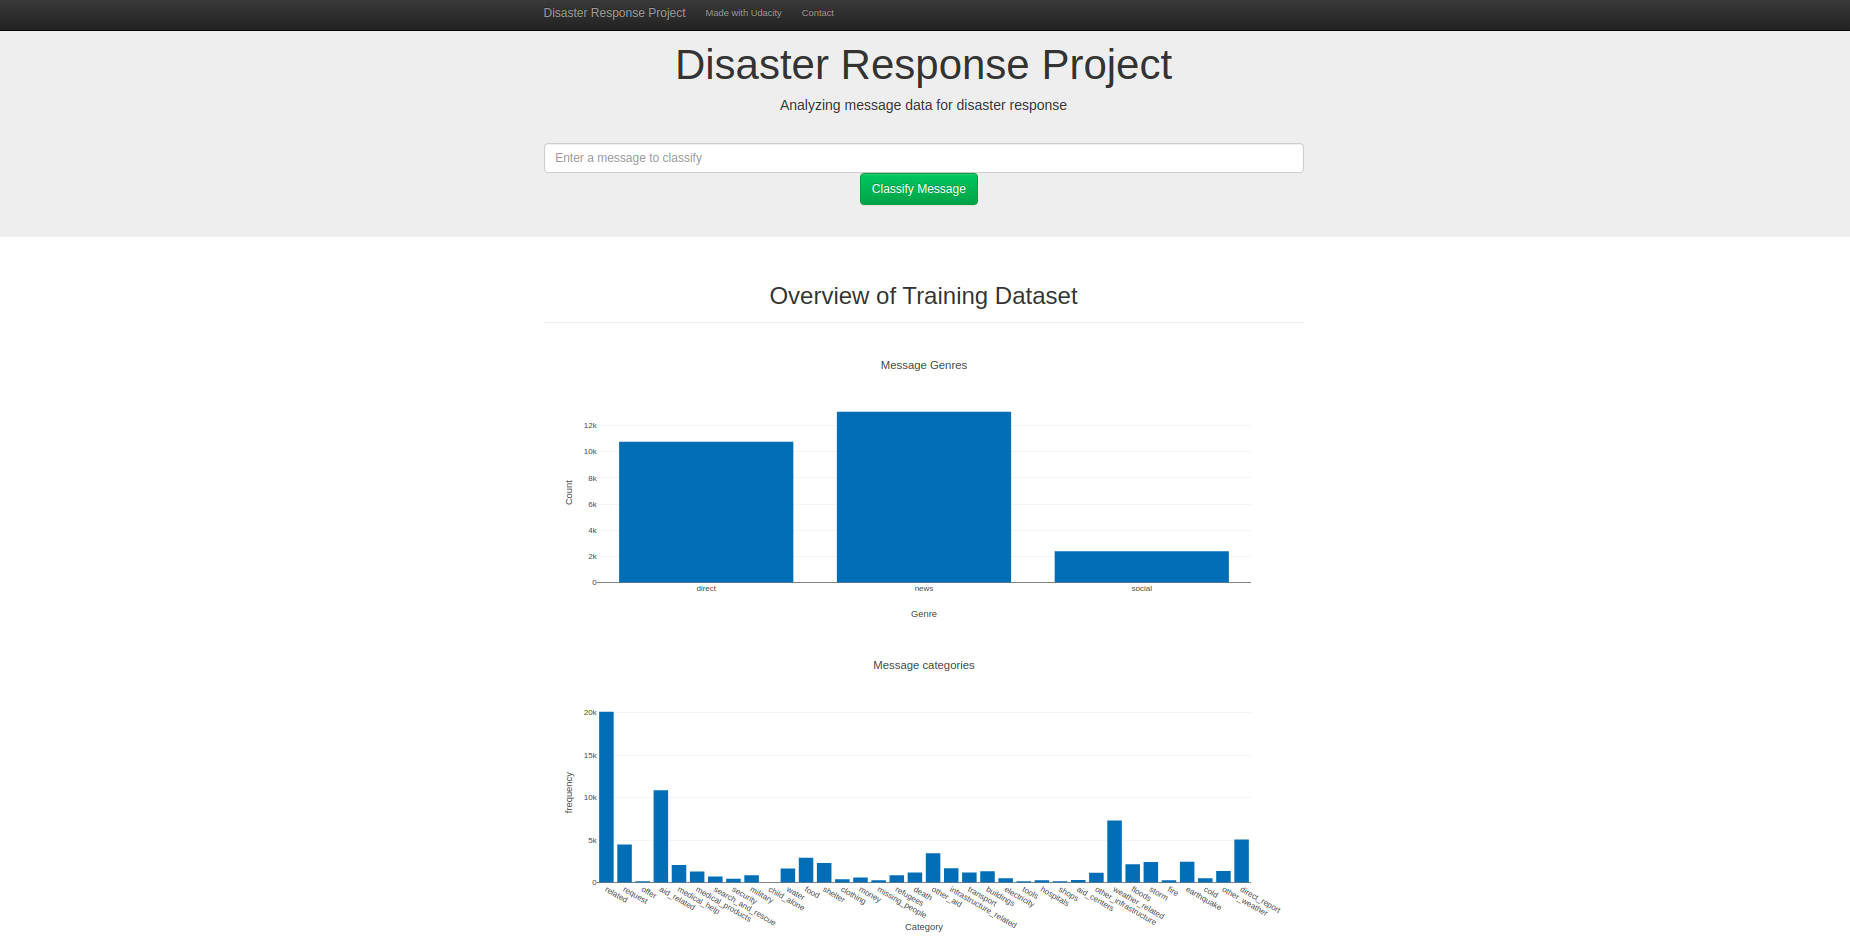 Disaster Response Project Made with Udacity Contact
Disaster Response Project
Analyzing message data for disaster response
Enter a message to classify
Classify Message
Overview of Training Dataset
Message Genres
12k
10k
8k
6k
4k
2k
0
Count
direct news social
Genre
Message categories
20k
15k
10k
5k
0
frequency
related
request
offer
aid_related
medical_help
medical_products
search_and_rescue
security
military
child_alone
water
food
shelter
clothing
money
missing_people
refugees
death
other_aid
infrastructure_related
transport
buildings
electricity
tools
hospitals
shops
aid_centers
other_infrastructure
weather_related
floods
storm
fire
earthquake
cold
other_weather
direct_report
Category